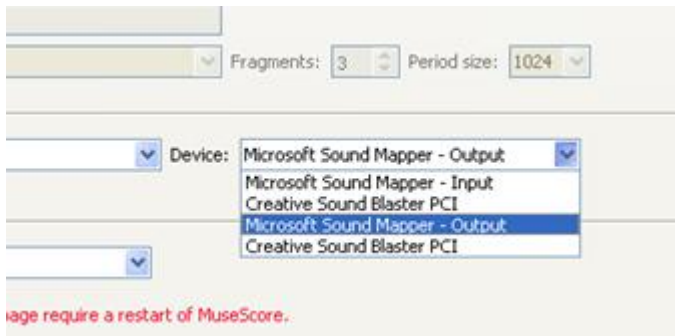 Fragments: 3 Period size: 1024
Device: Microsoft Sound Mapper - Output
Microsoft Sound Mapper - Input
Creative Sound Blaster PCI
Microsoft Sound Mapper - Output
Creative Sound Blaster PCI
page require a restart of MuseScore.